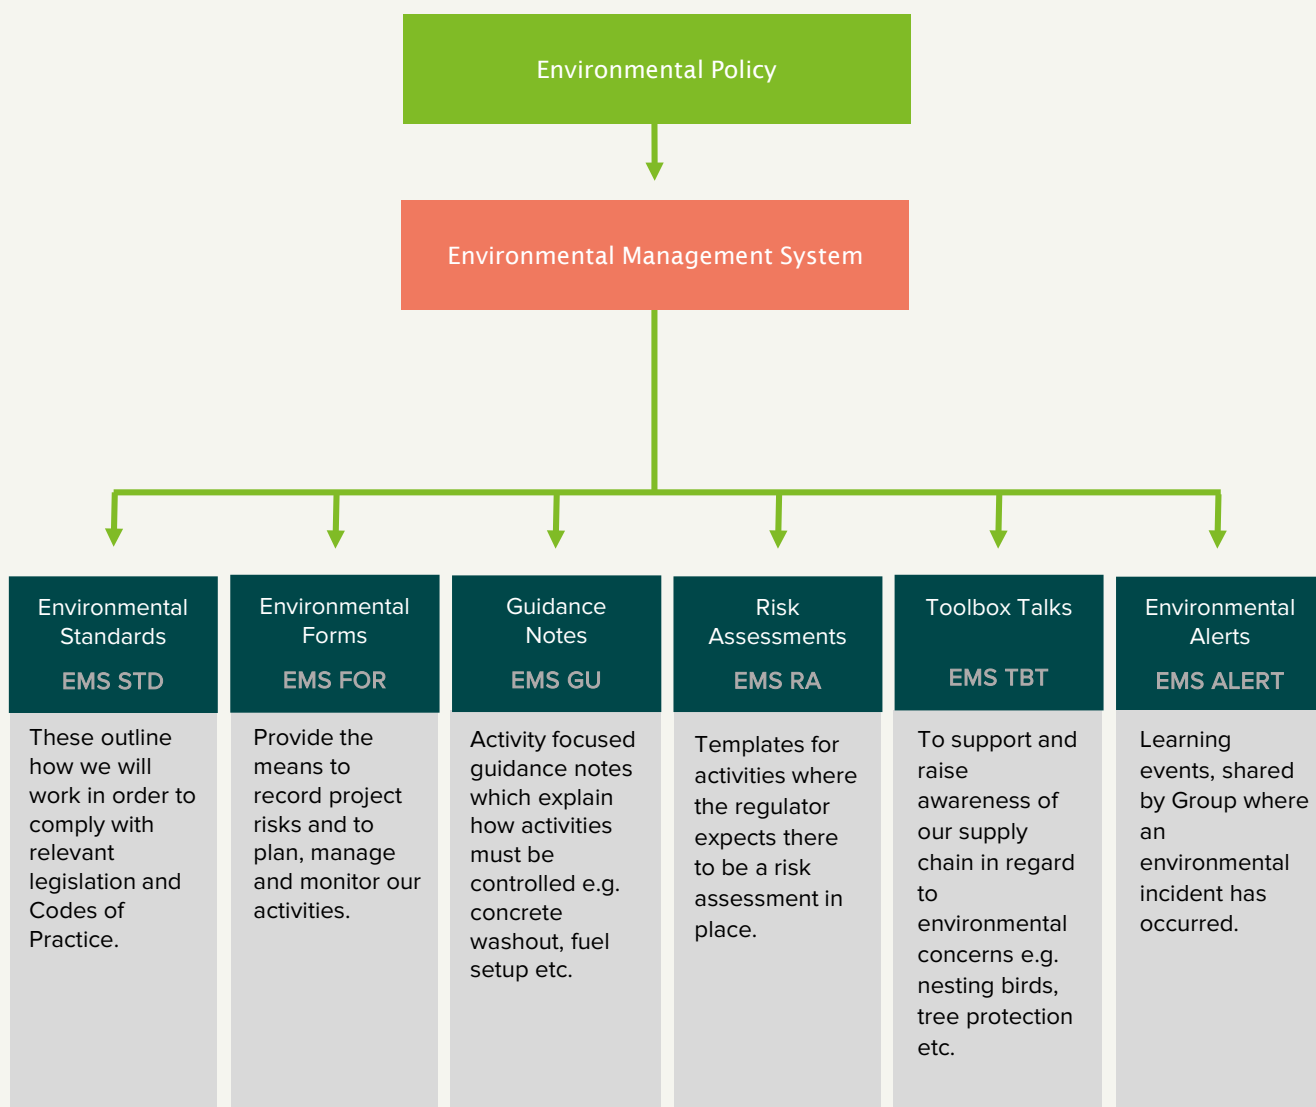 Environmental Policy
Environmental Management System
Environmental
Standards
EMS STD
These outline
how we will
work in order to
comply with
relevant
legislation and
Codes of
Practice.
Environmental
Forms
EMS FOR
Provide the
means to
record project
risks and to
plan, manage
and monitor our
activities.
Guidance
Notes
EMS GU
Activity focused
guidance notes
which explain
how activities
must be
controlled e.g.
concrete
washout, fuel
setup etc.
Risk
Assessments
EMS RA
Templates for
activities where
the regulator
expects there
to be a risk
assessment in
place.
Toolbox Talks
EMS TBT
To support and
raise
awareness of
our supply
chain in regard
to
environmental
concerns e.g.
nesting birds,
tree protection
etc.
Environmental
Alerts
EMS ALERT
Learning
events, shared
by Group where
an
environmental
incident has
occurred.